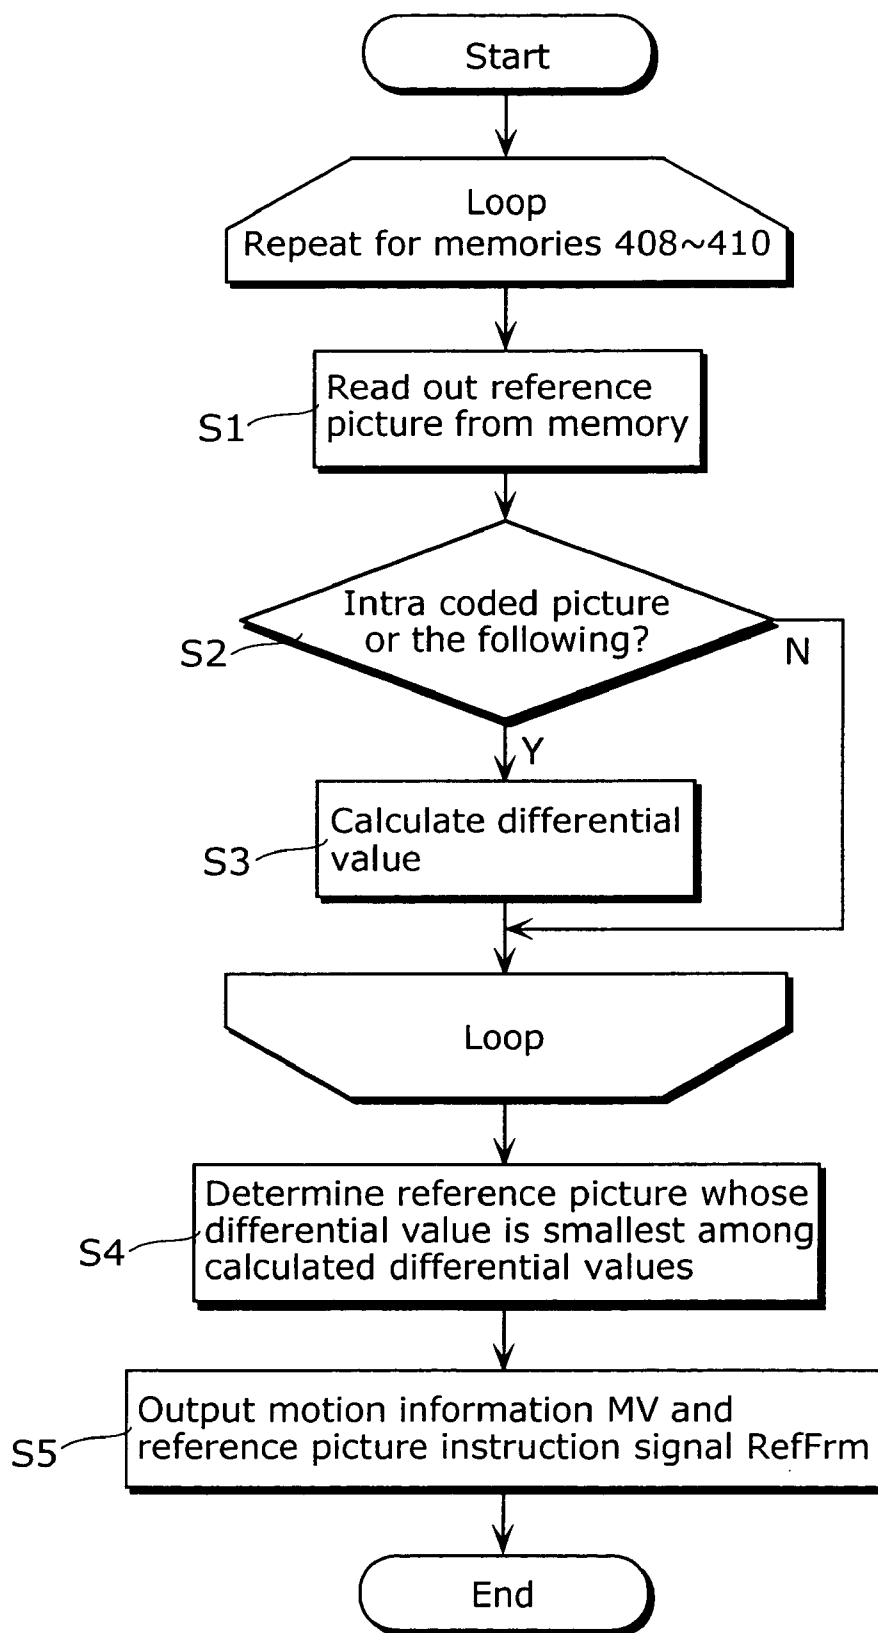 Start
Loop
Repeat for memories 408~410
Read out reference
picture from memory
S1
Intra coded picture
or the following?
S2
N
Y
Calculate differential
value
S3
Loop
Determine reference picture whose
differential value is smallest among
calculated differential values
S4
Output motion information MV and
reference picture instruction signal RefFrm
S5
End